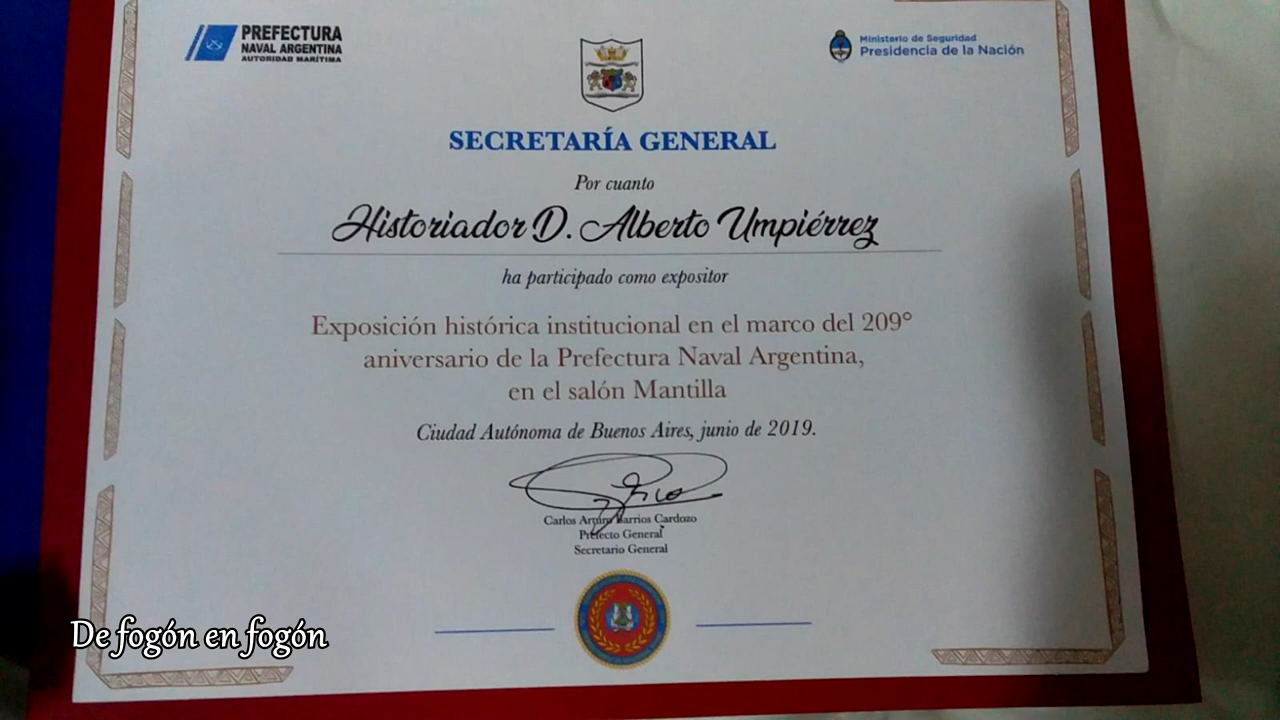 PREFECTURA
NAVAL ARGENTINA
AUTORIDAD MARÍTIMA
Ministerio de Seguridad
Presidencia de la Nación
SECRETARÍA GENERAL
Por cuanto
Historiador D. Alberto Umpiérrez
ha participado como expositor
Exposición histórica institucional en el marco del 209°
aniversario de la Prefectura Naval Argentina,
en el salón Mantilla
Ciudad Autónoma de Buenos Aires, junio de 2019.
Carlos Arturo Barrios Cardozo
Prefecto General
Secretario General
De fogón en fogón